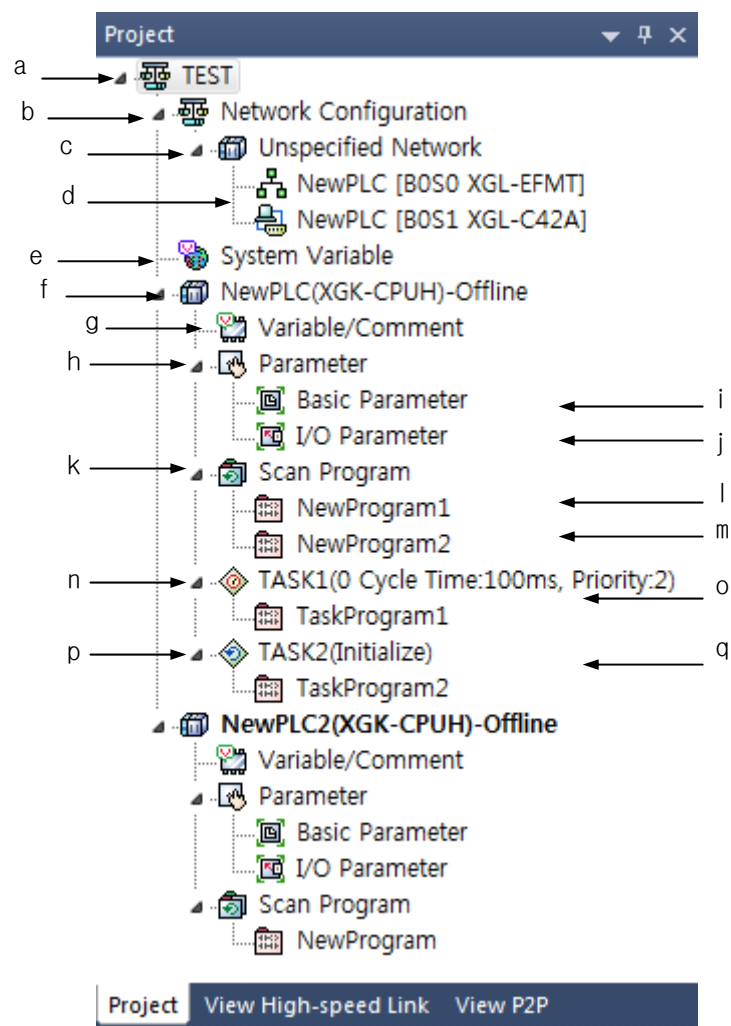 Project
a TEST
b Network Configuration
c Unspecified Network
NewPLC [B0S0 XGL-EFMT]
d
NewPLC [B0S1 XGL-C42A]
e System Variable
f NewPLC(XGK-CPUH)-Offline
g Variable/Comment
h Parameter
Basic Parameter i
I/O Parameter j
k Scan Program
NewProgram1 l
NewProgram2 m
n TASK1(0 Cycle Time:100ms, Priority:2)
TaskProgram1 o
p TASK2(Initialize) q
TaskProgram2
NewPLC2(XGK-CPUH)-Offline
Variable/Comment
Parameter
Basic Parameter
I/O Parameter
Scan Program
NewProgram
Project View High-speed Link View P2P